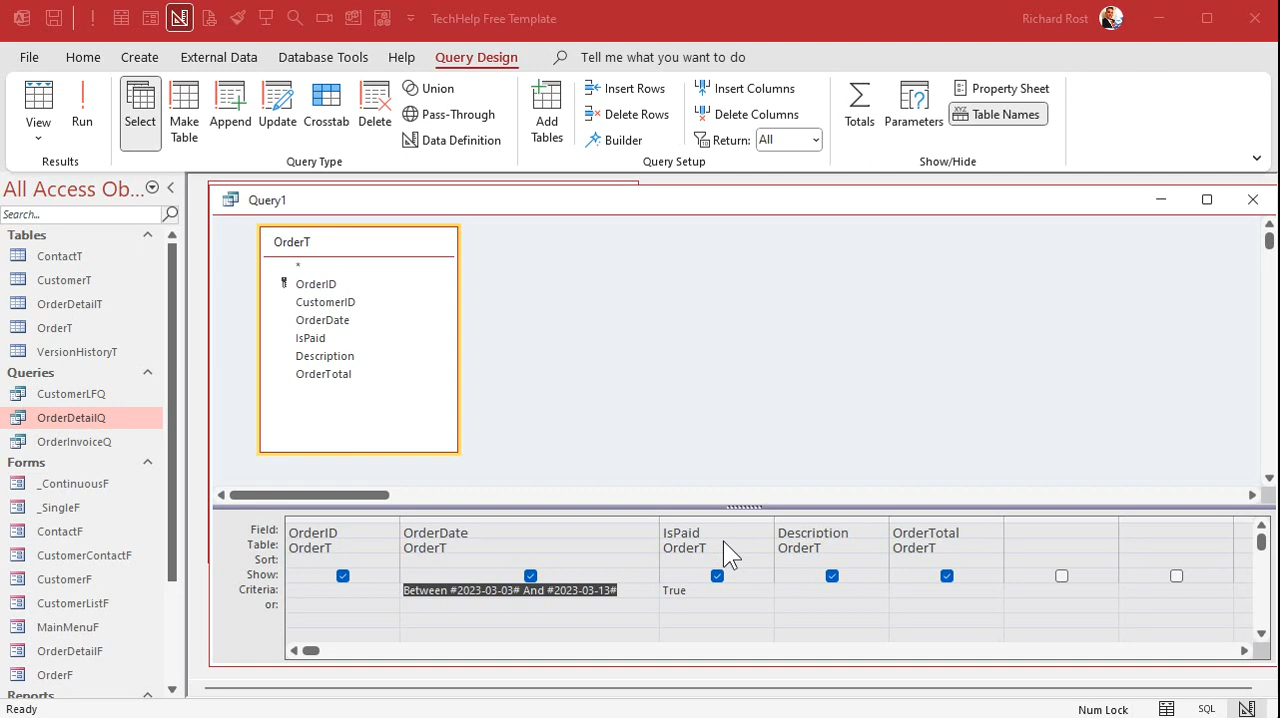 TechHelp Free Template
Richard Rost
File Home Create External Data Database Tools Help Query Design Tell me what you want to do
View
Run
Select
Make Table
Append
Update
Crosstab
Delete
Union
Pass-Through
Data Definition
Add Tables
Insert Rows
Delete Rows
Builder
Insert Columns
Delete Columns
Return: All
Totals
Parameters
Property Sheet
XYZ Table Names
Results
Query Type
Query Setup
Show/Hide
All Access Ob...
Search...
Tables
ContactT
CustomerT
OrderDetailT
OrderT
VersionHistoryT
Queries
CustomerLFQ
OrderDetailQ
OrderInvoiceQ
Forms
_ContinuousF
_SingleF
ContactF
CustomerContactF
CustomerF
CustomerListF
MainMenuF
OrderDetailF
OrderF
Reports
Query1
OrderT
*
OrderID
CustomerID
OrderDate
IsPaid
Description
OrderTotal
Field: OrderID OrderDate IsPaid Description OrderTotal
Table: OrderT OrderT OrderT OrderT OrderT
Sort:
Show:
Criteria: Between #2023-03-03# And #2023-03-13# True
or:
Ready
Num Lock
SQL